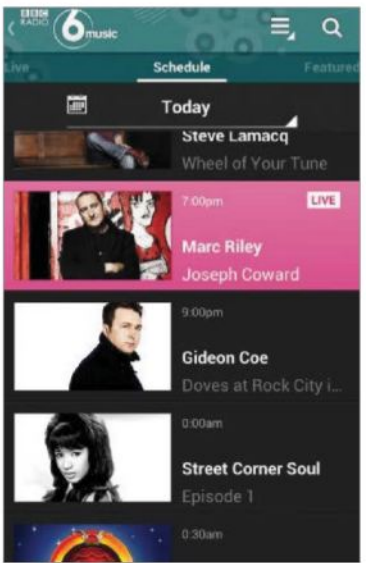 BBC
RADIO
6music
Live
Schedule
Featured
Today
Steve Lamacq
Wheel of Your Tune
7:00pm
LIVE
Marc Riley
Joseph Coward
9:00pm
Gideon Coe
Doves at Rock City i...
0:00am
Street Corner Soul
Episode 1
0:30am